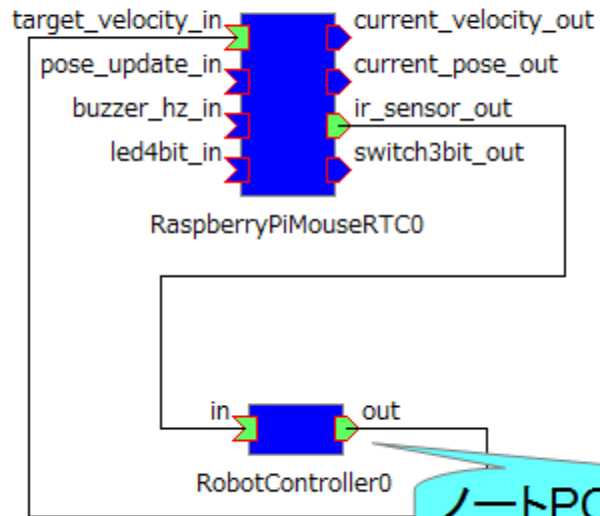 target_velocity_in current_velocity_out
pose_update_in current_pose_out
buzzer_hz_in ir_sensor_out
led4bit_in switch3bit_out
RaspberryPiMouseRTC0
in out
RobotController0
ノートPC